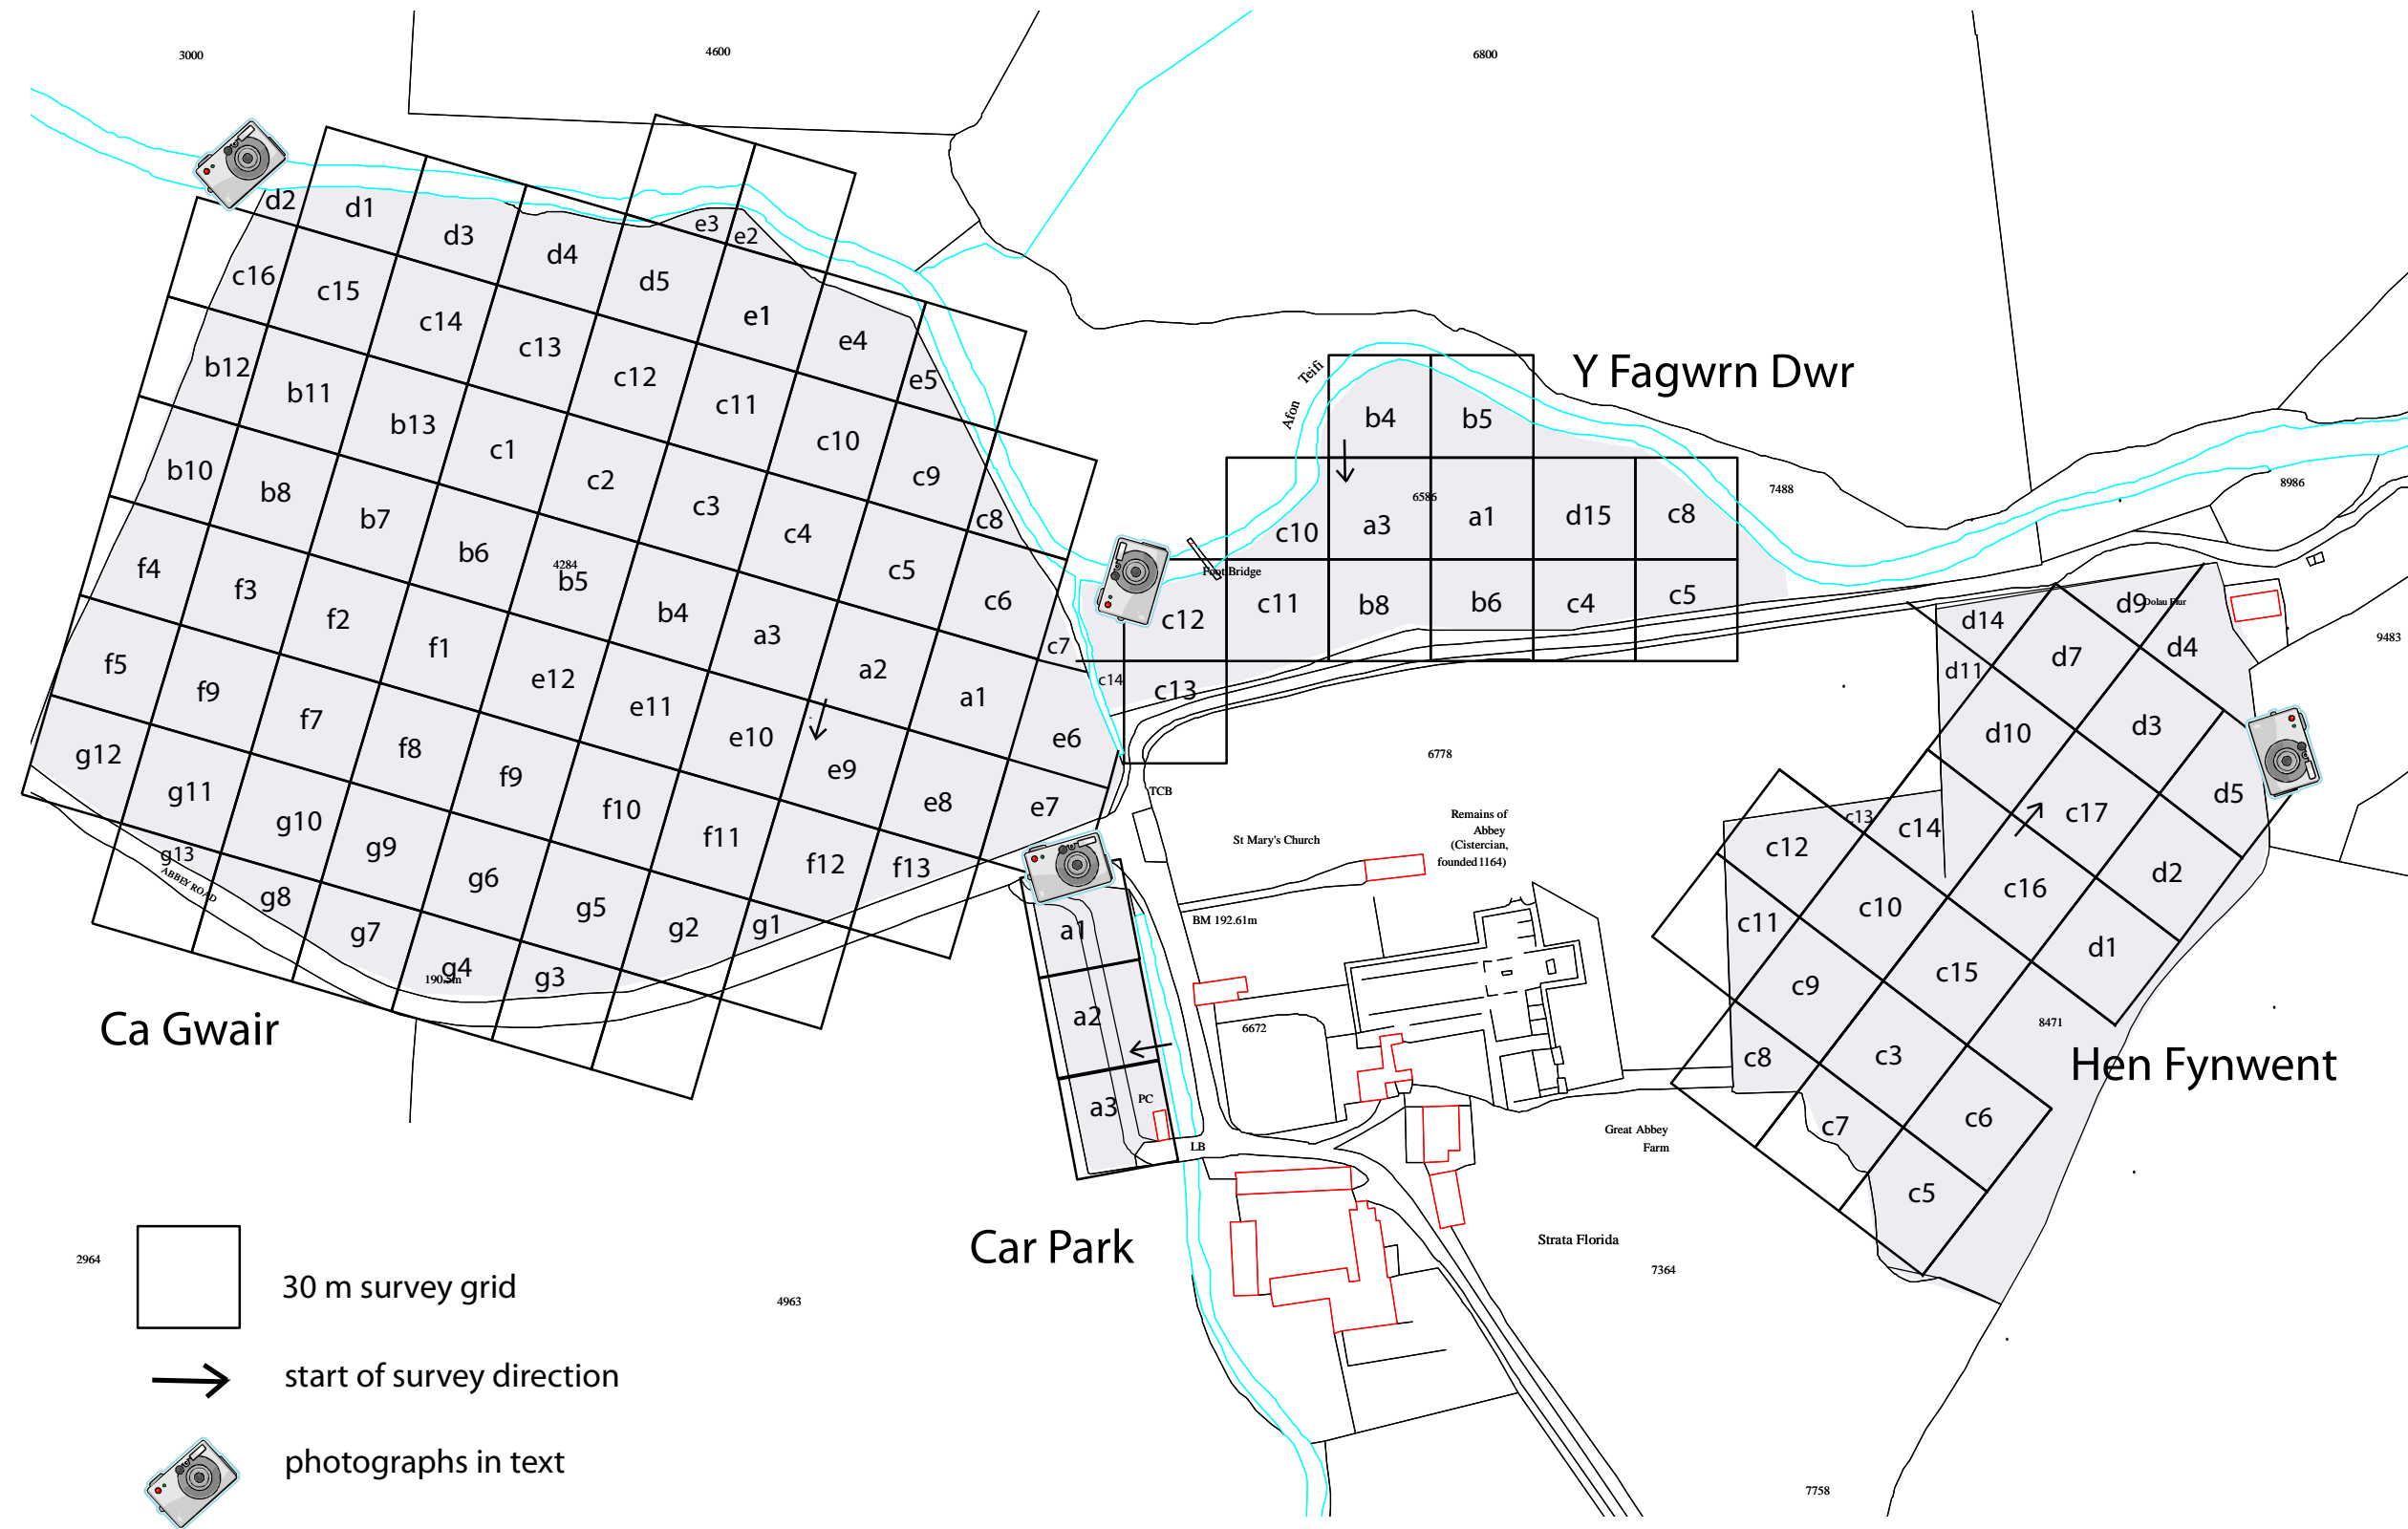 3000
4600
6800
d2
d1
d3
d4
d5
e3
e2
c16
c15
c14
c13
c12
e1
e4
e5
b12
b11
b13
c1
c2
c11
c10
c9
c8
b10
b8
b7
b6
4284
b5
c3
c4
c5
c6
c7
f4
f3
f2
f1
b4
a3
a2
a1
e6
f5
f9
f7
f8
e12
e11
e10
e9
e8
e7
g12
g11
g10
g9
f9
f10
f11
f12
f13
g13
ABBEY ROAD
g8
g7
g6
g5
g2
g1
g4
190.5m
g3
Ca Gwair
Y Fagwrn Dwr
Afon
Teifi
b4
b5
6586
7488
8986
c10
a3
a1
d15
c8
Foot Bridge
c12
c11
b8
b6
c4
c5
c14
c13
9483
d9
Dolau Flur
d14
d4
d11
d7
d10
d3
d5
c17
c13
c14
c12
c16
d2
c11
c10
c15
d1
c9
8471
c8
c3
Hen Fynwent
c7
c6
c5
6778
TCB
St Mary's Church
Remains of
Abbey
(Cistercian,
founded 1164)
BM 192.61m
6672
a1
a2
a3
PC
LB
Car Park
Great Abbey
Farm
Strata Florida
7364
7758
2964
4963
30 m survey grid
start of survey direction
photographs in text